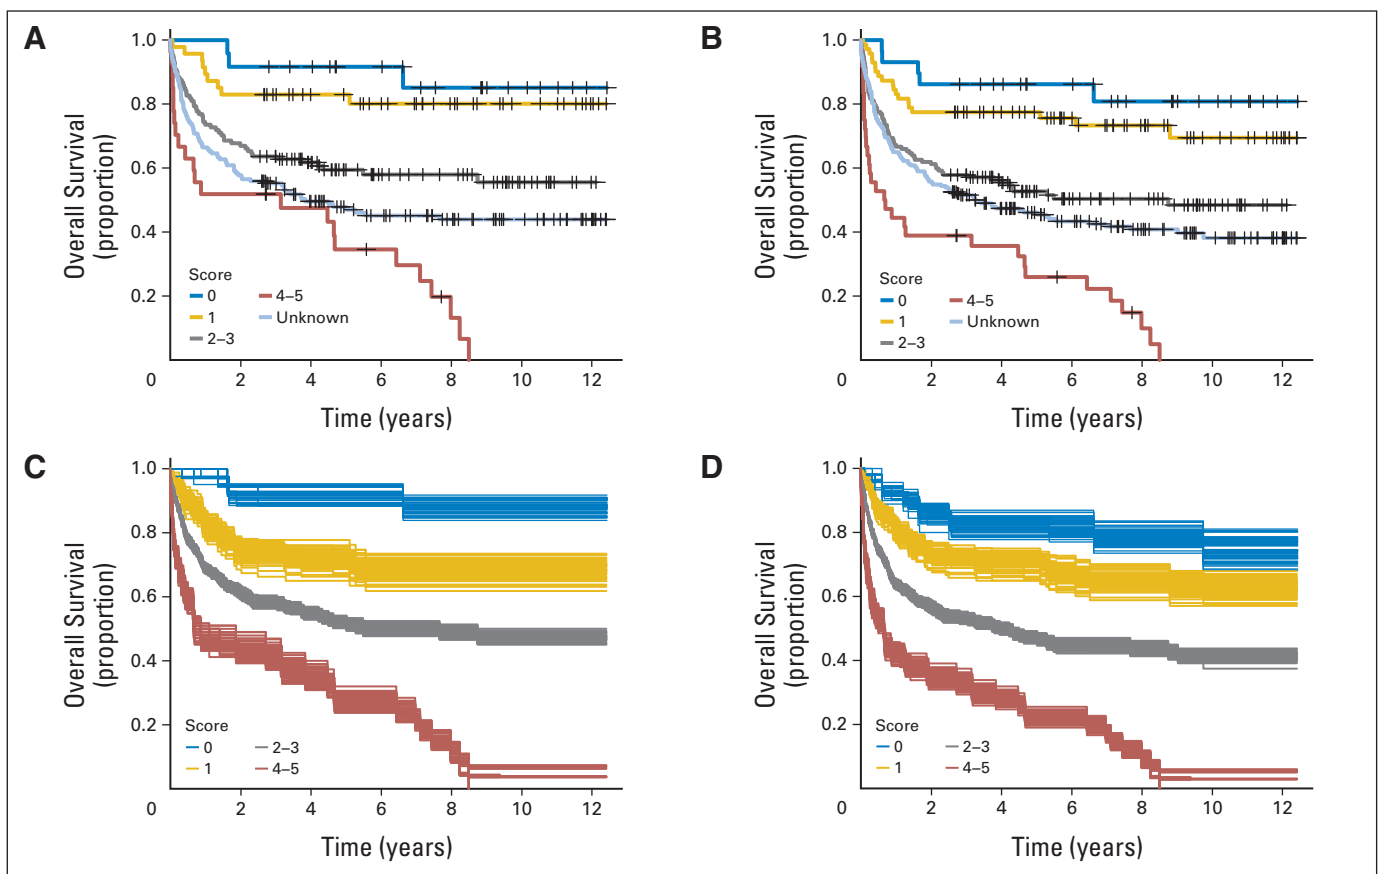 A
Overall Survival
(proportion)
1.0
0.8
0.6
0.4
0.2
0
2
4
6
8
10
12
Time (years)
Score
0
1
2–3
4–5
Unknown
B
Overall Survival
(proportion)
1.0
0.8
0.6
0.4
0.2
0
2
4
6
8
10
12
Time (years)
Score
0
1
2–3
4–5
Unknown
C
Overall Survival
(proportion)
1.0
0.8
0.6
0.4
0.2
0
2
4
6
8
10
12
Time (years)
Score
0
1
2–3
4–5
D
Overall Survival
(proportion)
1.0
0.8
0.6
0.4
0.2
0
2
4
6
8
10
12
Time (years)
Score
0
1
2–3
4–5